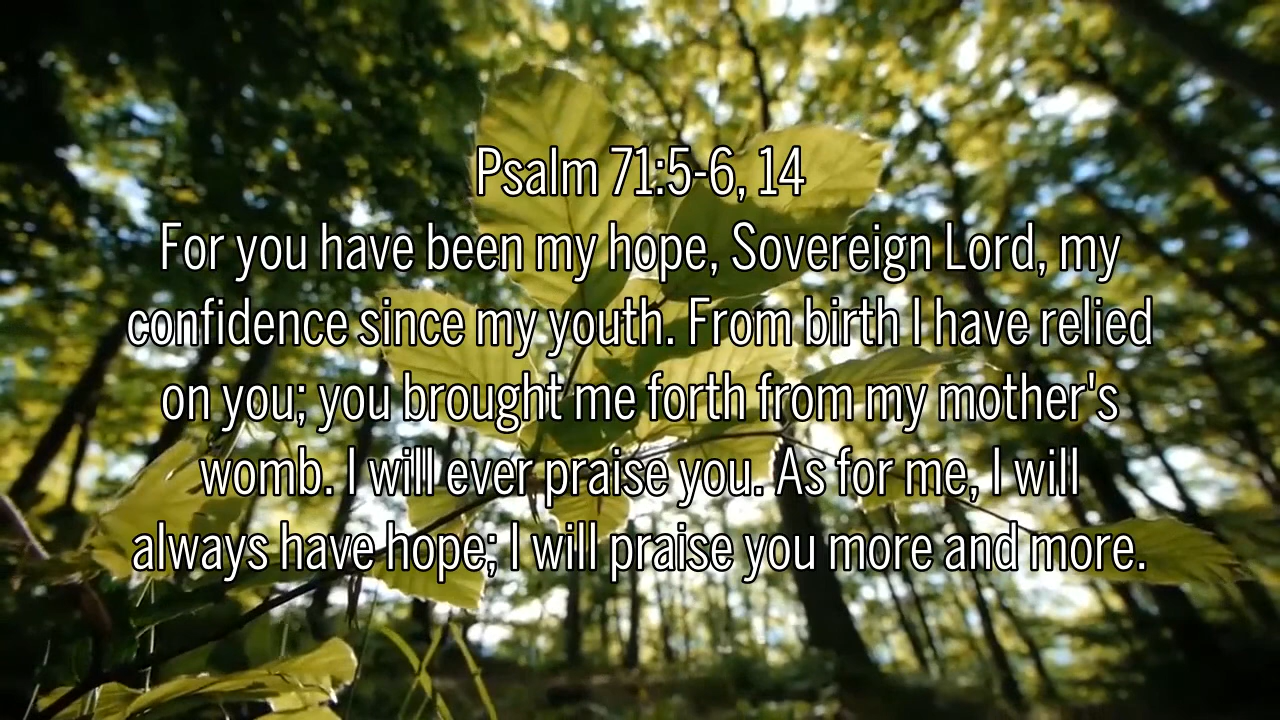 Psalm 71:5-6, 14
For you have been my hope, Sovereign Lord, my
confidence since my youth. From birth I have relied
on you; you brought me forth from my mother's
womb. I will ever praise you. As for me, I will
always have hope; I will praise you more and more.